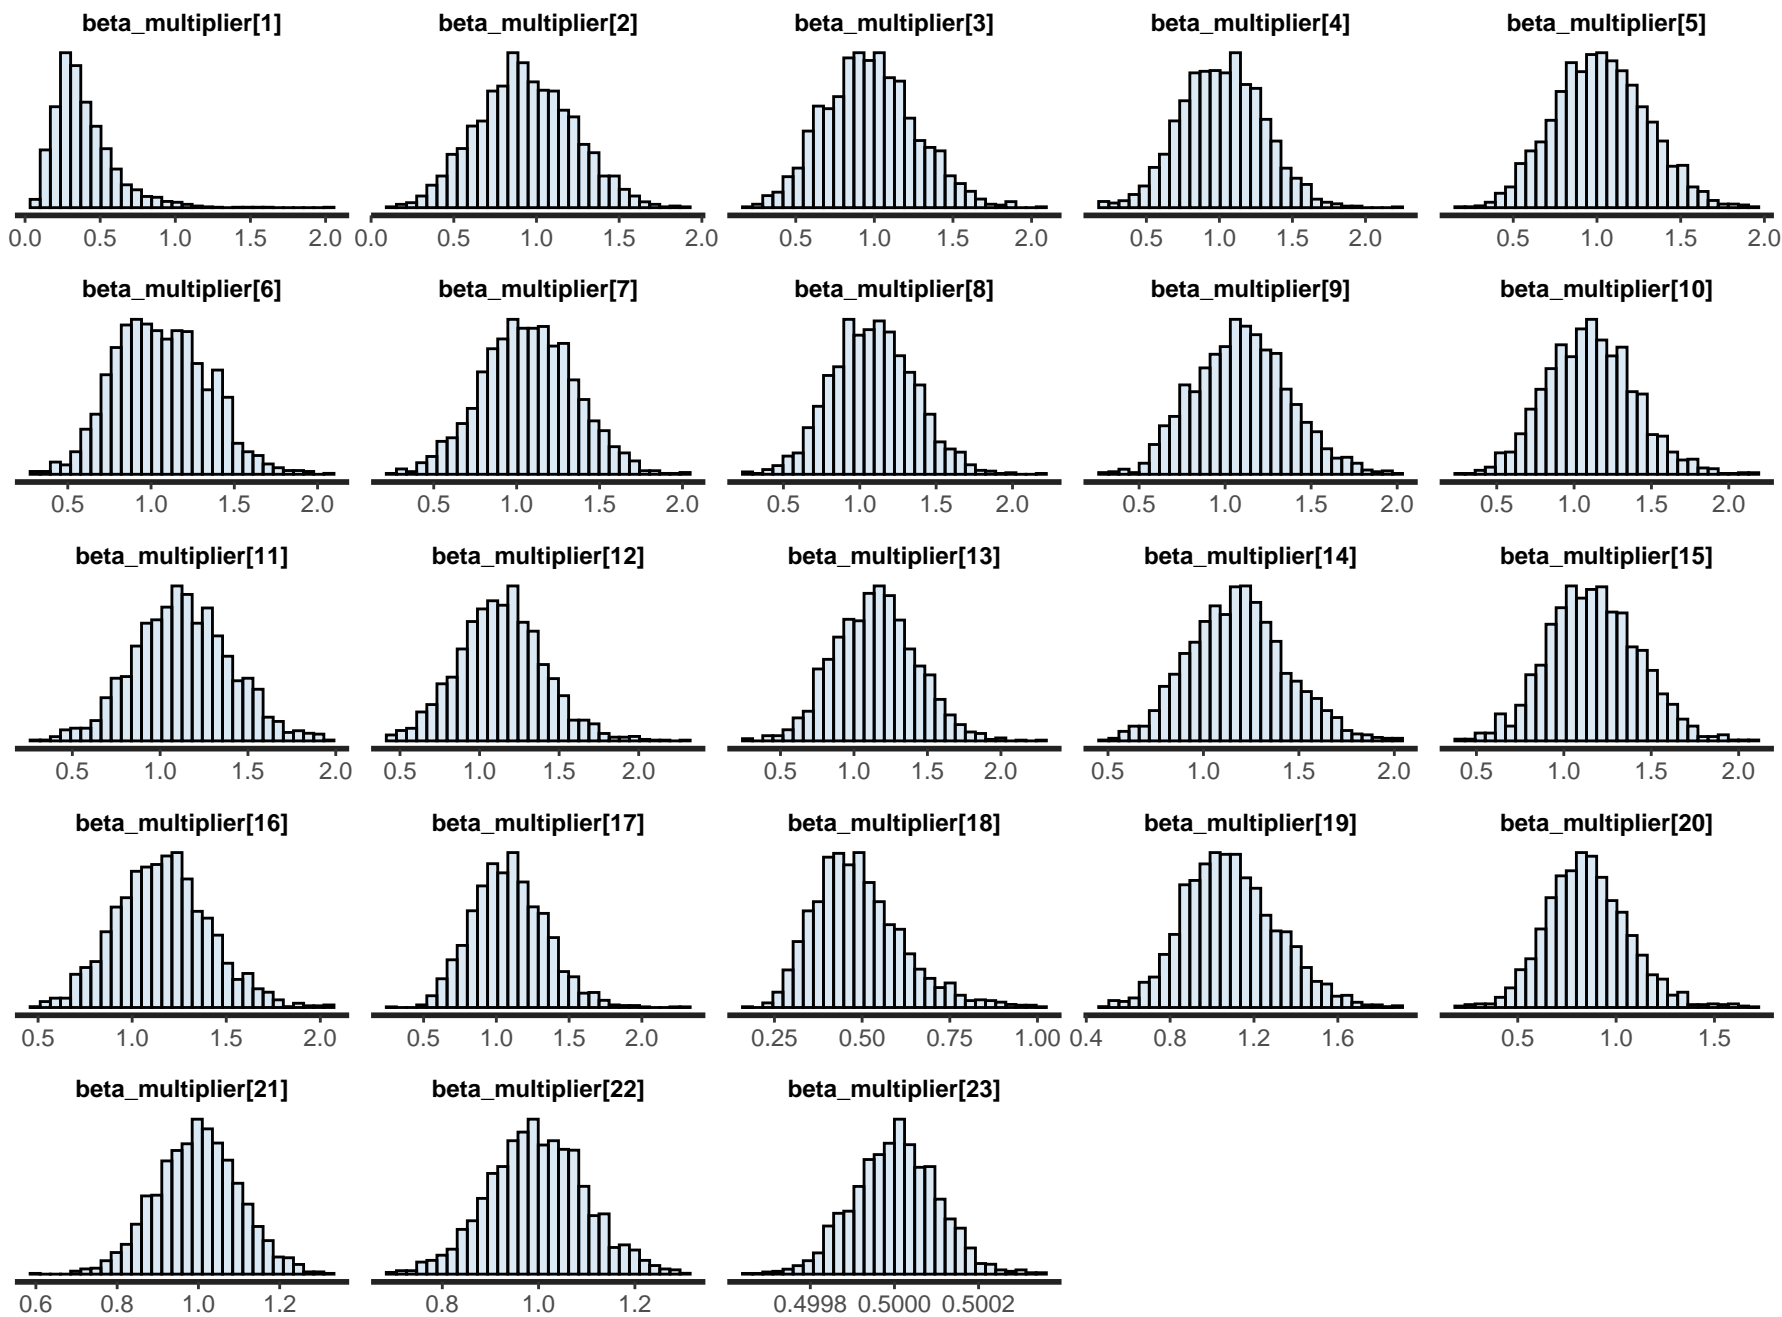 beta_multiplier[1] beta_multiplier[2] beta_multiplier[3] beta_multiplier[4] beta_multiplier[5]
0.0 0.5 1.0 1.5 2.0 0.0 0.5 1.0 1.5 2.0 0.5 1.0 1.5 2.0 0.5 1.0 1.5 2.0 0.5 1.0 1.5 2.0
beta_multiplier[6] beta_multiplier[7] beta_multiplier[8] beta_multiplier[9] beta_multiplier[10]
0.5 1.0 1.5 2.0 0.5 1.0 1.5 2.0 0.5 1.0 1.5 2.0 0.5 1.0 1.5 2.0 0.5 1.0 1.5 2.0
beta_multiplier[11] beta_multiplier[12] beta_multiplier[13] beta_multiplier[14] beta_multiplier[15]
0.5 1.0 1.5 2.0 0.5 1.0 1.5 2.0 0.5 1.0 1.5 2.0 0.5 1.0 1.5 2.0 0.5 1.0 1.5 2.0
beta_multiplier[16] beta_multiplier[17] beta_multiplier[18] beta_multiplier[19] beta_multiplier[20]
0.5 1.0 1.5 2.0 0.5 1.0 1.5 2.0 0.25 0.50 0.75 1.00 0.4 0.8 1.2 1.6 0.5 1.0 1.5
beta_multiplier[21] beta_multiplier[22] beta_multiplier[23]
0.6 0.8 1.0 1.2 0.8 1.0 1.2 0.4998 0.5000 0.5002